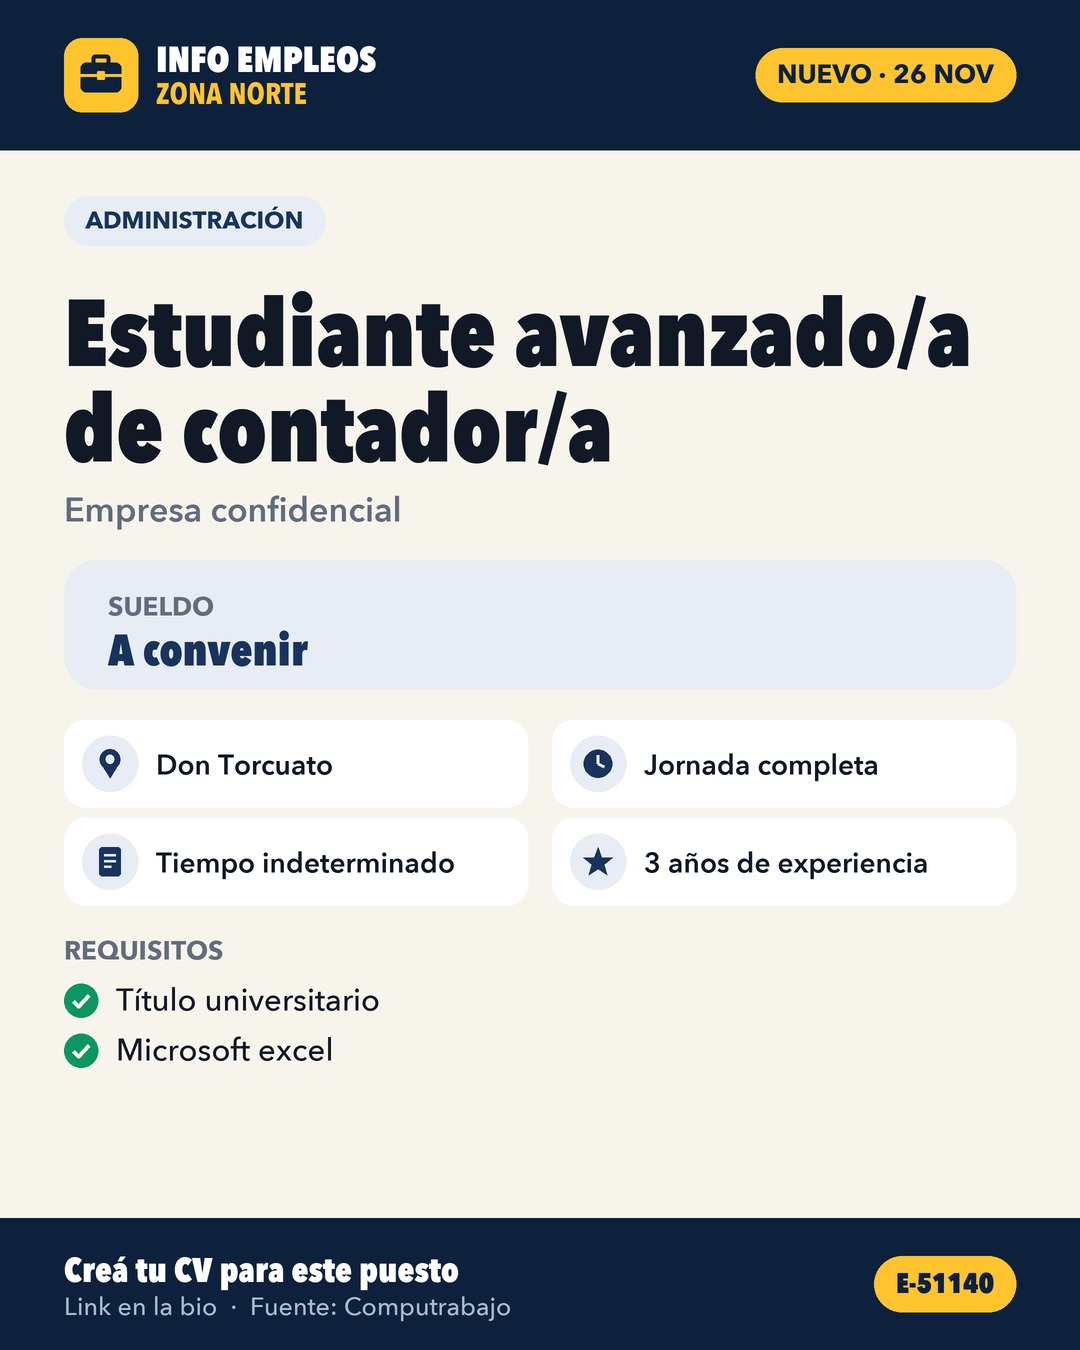 INFO EMPLEOS
ZONA NORTE
NUEVO · 26 NOV
ADMINISTRACIÓN
Estudiante avanzado/a
de contador/a
Empresa confidencial
SUELDO
A convenir
Don Torcuato
Jornada completa
Tiempo indeterminado
3 años de experiencia
REQUISITOS
Título universitario
Microsoft excel
Creá tu CV para este puesto
Link en la bio · Fuente: Computrabajo
E-51140